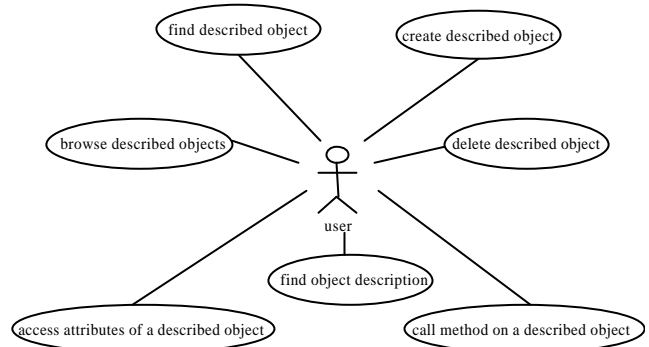 find described object
create described object
browse described objects
delete described object
user
find object description
access attributes of a described object
call method on a described object